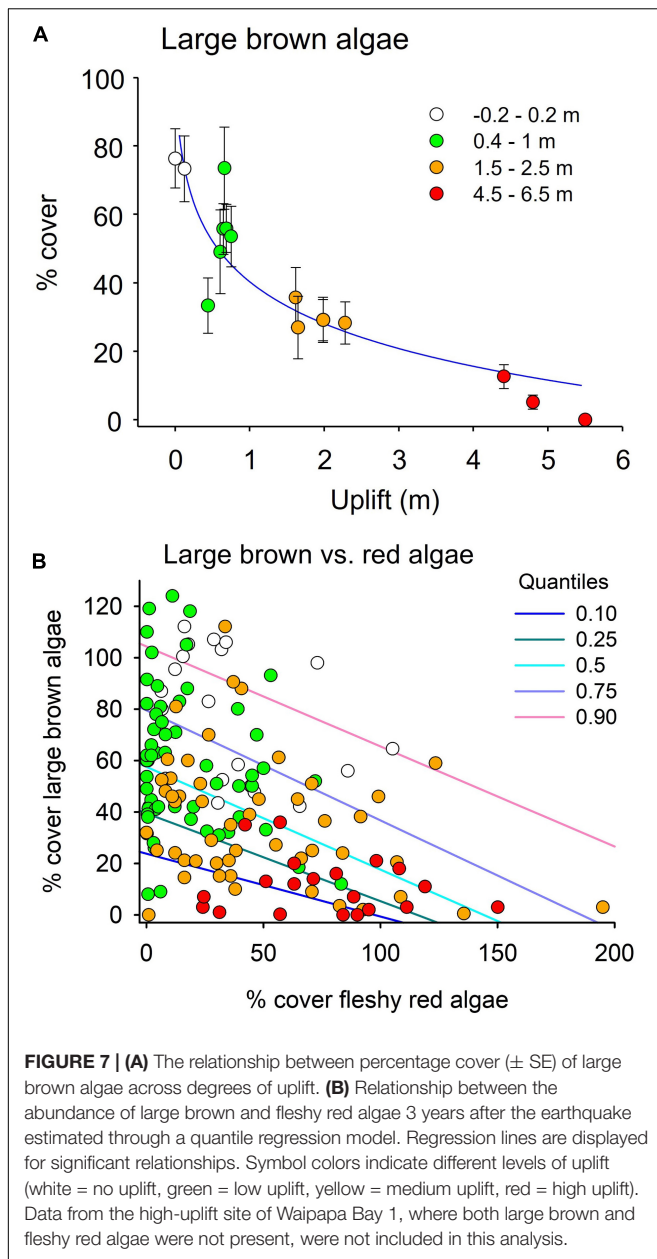 A
Large brown algae
100
80
60
40
20
0
% cover
-0.2 - 0.2 m
0.4 - 1 m
1.5 - 2.5 m
4.5 - 6.5 m
0 1 2 3 4 5 6
Uplift (m)
B
Large brown vs. red algae
120
100
80
60
40
20
0
% cover large brown algae
Quantiles
0.10
0.25
0.5
0.75
0.90
0 50 100 150 200
% cover fleshy red algae
FIGURE 7 | (A) The relationship between percentage cover (± SE) of large
brown algae across degrees of uplift. (B) Relationship between the
abundance of large brown and fleshy red algae 3 years after the earthquake
estimated through a quantile regression model. Regression lines are displayed
for significant relationships. Symbol colors indicate different levels of uplift
(white = no uplift, green = low uplift, yellow = medium uplift, red = high uplift).
Data from the high-uplift site of Waipapa Bay 1, where both large brown and
fleshy red algae were not present, were not included in this analysis.